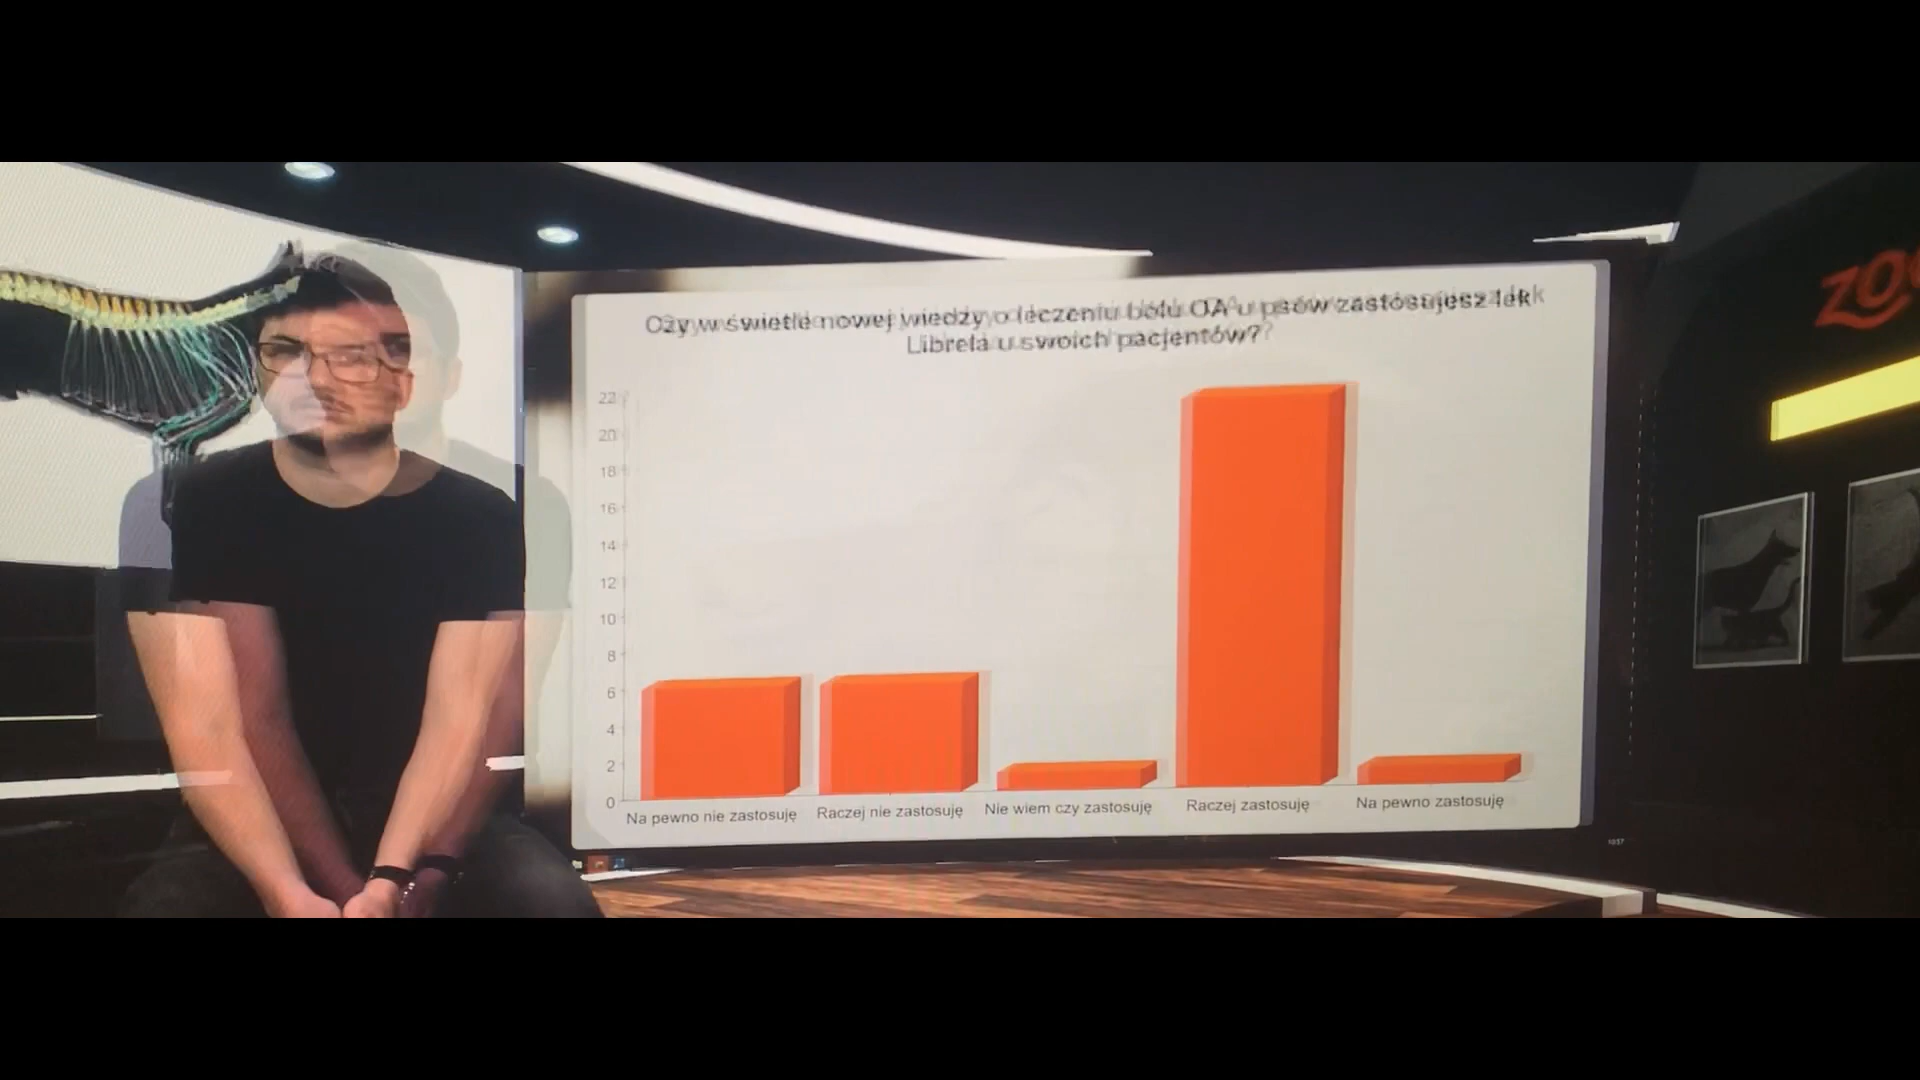 Czy w świetle nowej wiedzy o leczeniu bólu OA u psów zastosujesz lek
Librela u swoich pacjentów?
22
20
18
16
14
12
10
8
6
4
2
0
Na pewno nie zastosuję
Raczej nie zastosuję
Nie wiem czy zastosuję
Raczej zastosuję
Na pewno zastosuję
10:57